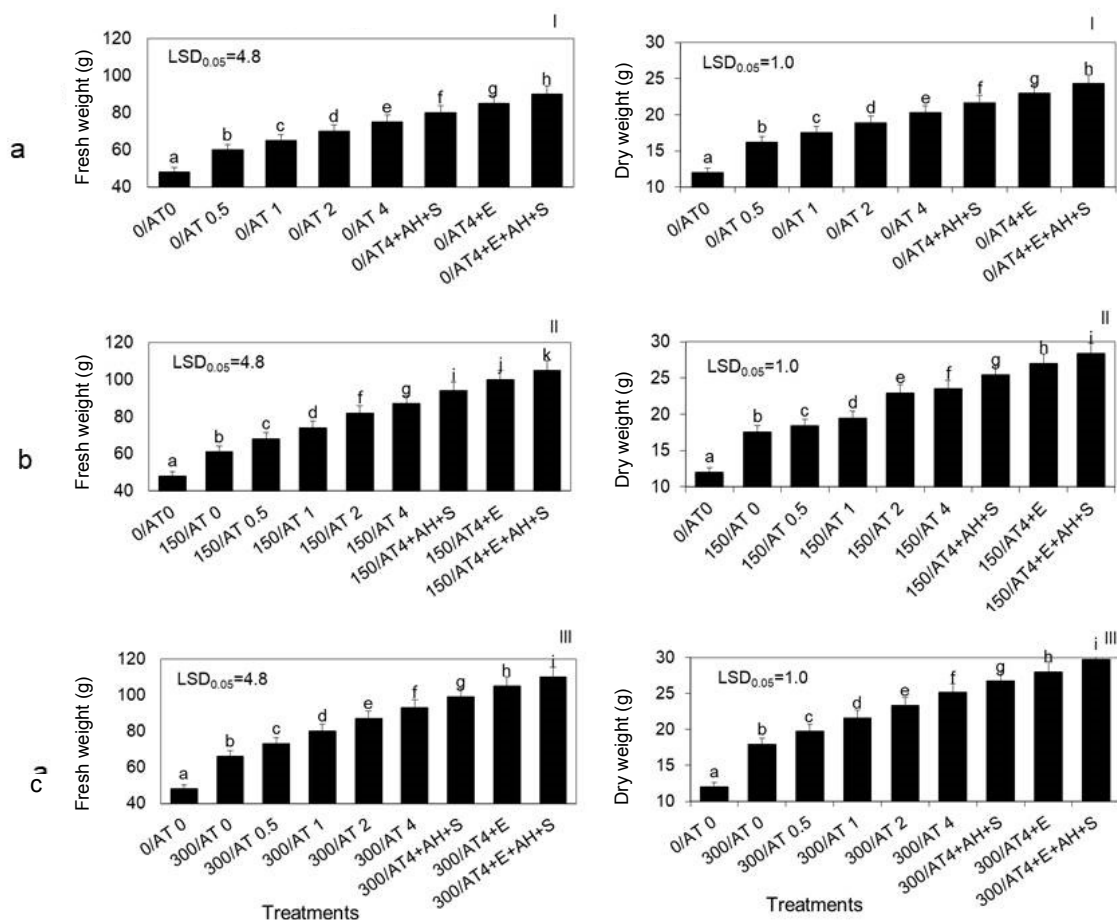 a
I
Fresh weight (g)
120
100
80
60
40
LSD0.05=4.8
a b c d e f g h
0/AT0
0/AT 0.5
0/AT 1
0/AT 2
0/AT 4
0/AT4+AH+S
0/AT4+E
0/AT4+E+AH+S
I
Dry weight (g)
30
25
20
15
10
LSD0.05=1.0
a b c d e f g h
0/AT0
0/AT 0.5
0/AT 1
0/AT 2
0/AT 4
0/AT4+AH+S
0/AT4+E
0/AT4+E+AH+S
b
II
Fresh weight (g)
120
100
80
60
40
LSD0.05=4.8
a b c d f g j k
0/AT0
150/AT 0
150/AT 0.5
150/AT 1
150/AT 2
150/AT 4
150/AT4+AH+S
150/AT4+E
150/AT4+E+AH+S
II
Dry weight (g)
30
25
20
15
10
LSD0.05=1.0
a b c d e f g h i
0/AT0
150/AT 0
150/AT 0.5
150/AT 1
150/AT 2
150/AT 4
150/AT4+AH+S
150/AT4+E
150/AT4+E+AH+S
c
III
Fresh weight (g)
120
100
80
60
40
LSD0.05=4.8
a b c d e f g h i
0/AT 0
300/AT 0
300/AT 0.5
300/AT 1
300/AT 2
300/AT 4
300/AT4+AH+S
300/AT4+E
300/AT4+E+AH+S
Treatments
III
Dry weight (g)
30
25
20
15
10
LSD0.05=1.0
a b c d e f g h i
0/AT 0
300/AT 0
300/AT 0.5
300/AT 1
300/AT 2
300/AT 4
300/AT4+AH+S
300/AT4+E
300/AT4+E+AH+S
Treatments